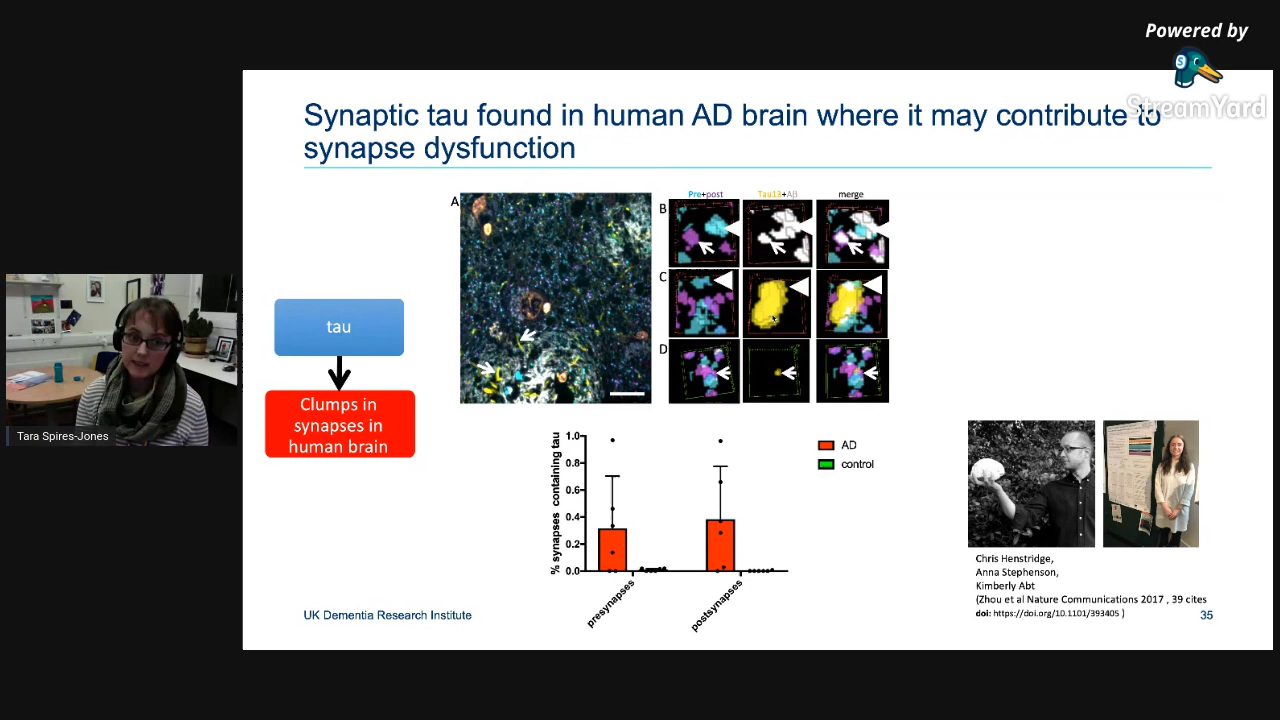 Powered by
StreamYard
Synaptic tau found in human AD brain where it may contribute to
synapse dysfunction
A
Pre+post
Tau13+Aβ
merge
B
C
D
tau
Clumps in
synapses in
human brain
Tara Spires-Jones
% synapses containing tau
1.0
0.8
0.6
0.4
0.2
0.0
presynapses
postsynapses
AD
control
Chris Henstridge,
Anna Stephenson,
Kimberly Abt
(Zhou et al Nature Communications 2017 , 39 cites
doi: https://doi.org/10.1101/393405 )
UK Dementia Research Institute
35